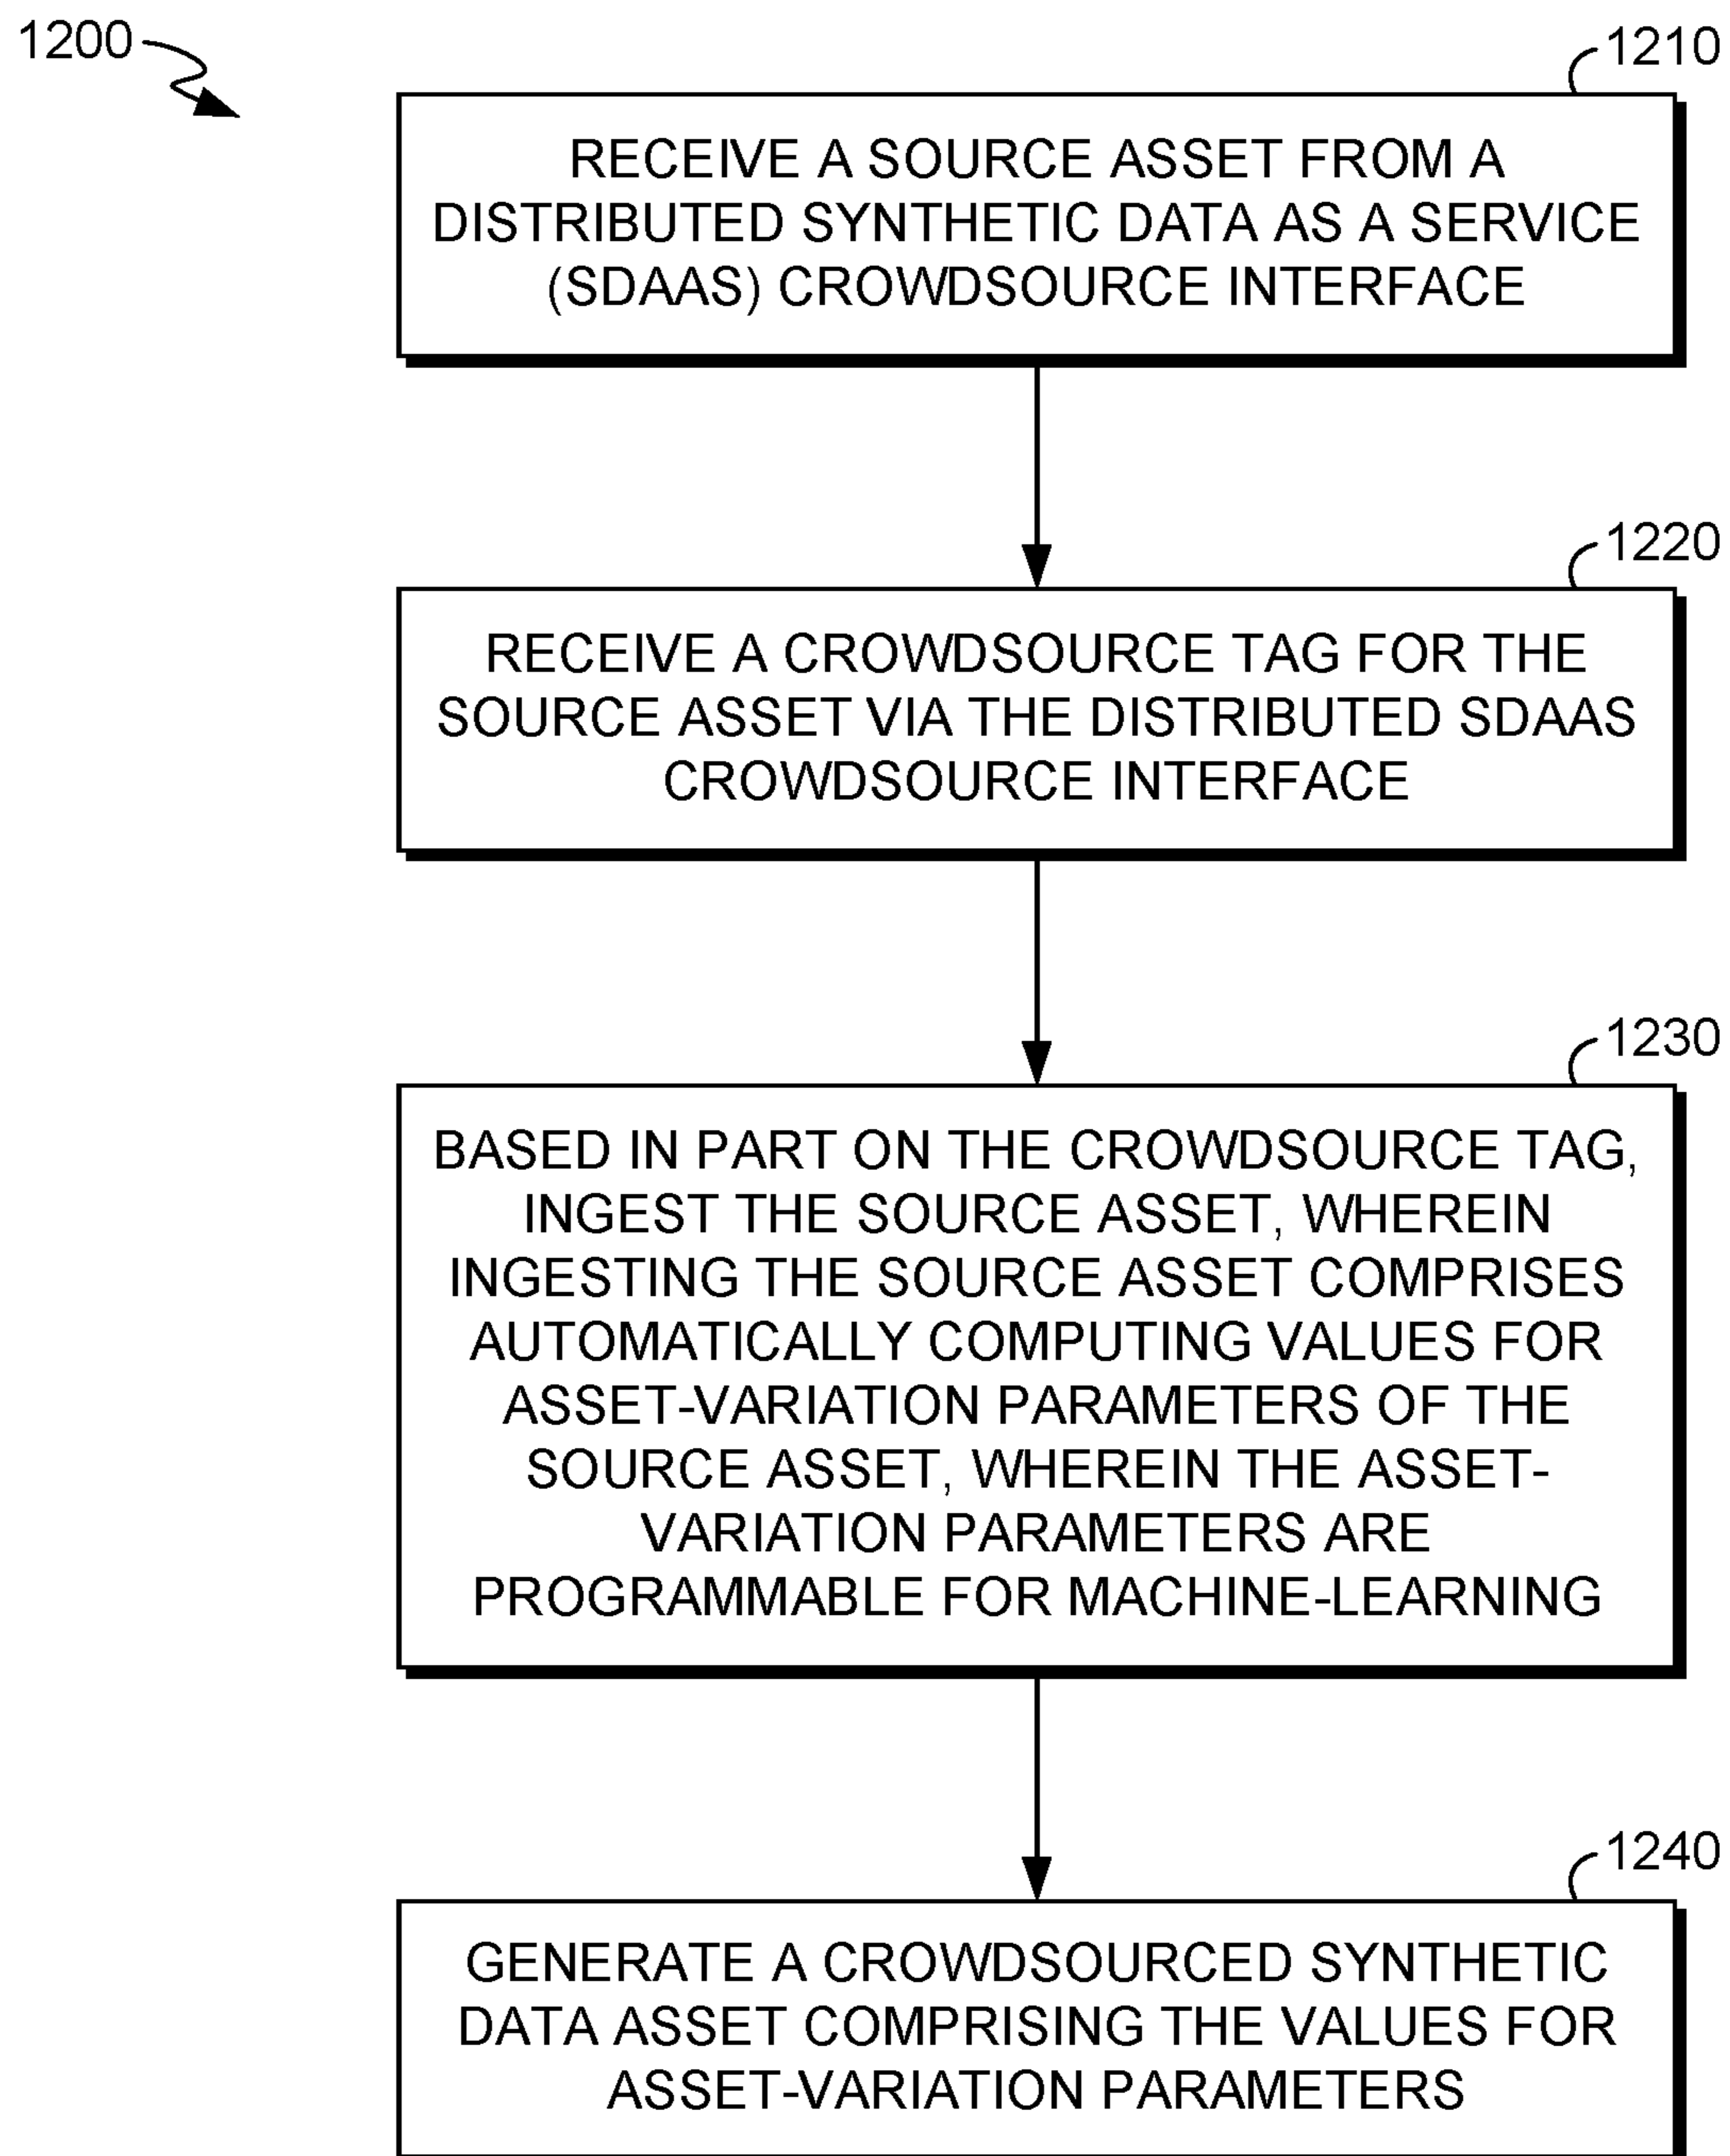 1200
1210
RECEIVE A SOURCE ASSET FROM A
DISTRIBUTED SYNTHETIC DATA AS A SERVICE
(SDAAS) CROWDSOURCE INTERFACE
1220
RECEIVE A CROWDSOURCE TAG FOR THE
SOURCE ASSET VIA THE DISTRIBUTED SDAAS
CROWDSOURCE INTERFACE
1230
BASED IN PART ON THE CROWDSOURCE TAG,
INGEST THE SOURCE ASSET, WHEREIN
INGESTING THE SOURCE ASSET COMPRISES
AUTOMATICALLY COMPUTING VALUES FOR
ASSET-VARIATION PARAMETERS OF THE
SOURCE ASSET, WHEREIN THE ASSET-
VARIATION PARAMETERS ARE
PROGRAMMABLE FOR MACHINE-LEARNING
1240
GENERATE A CROWDSOURCED SYNTHETIC
DATA ASSET COMPRISING THE VALUES FOR
ASSET-VARIATION PARAMETERS